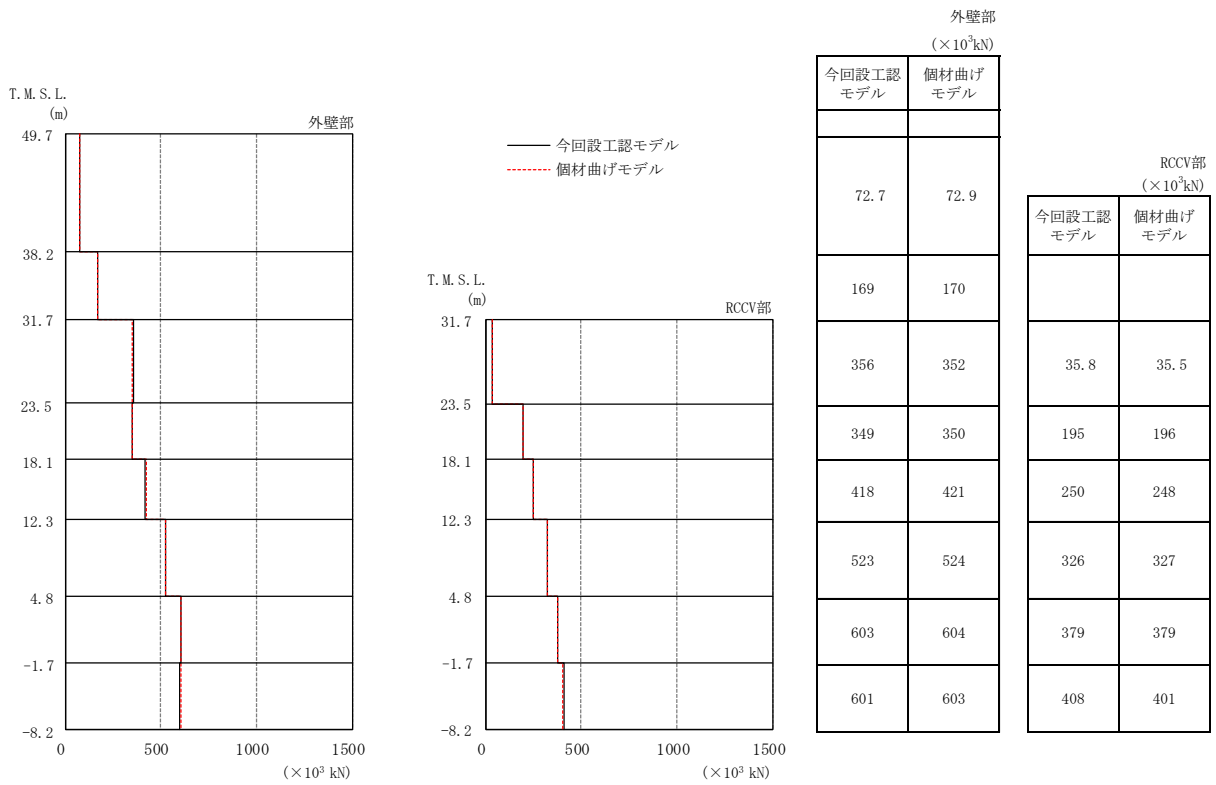 T.M.S.L.
(m)
外壁部
49.7
38.2
31.7
23.5
18.1
12.3
4.8
-1.7
-8.2
0 500 1000 1500
(×10³ kN)
今回設工認モデル
個材曲げモデル
T.M.S.L.
(m)
RCCV部
31.7
23.5
18.1
12.3
4.8
-1.7
-8.2
0 500 1000 1500
(×10³ kN)
外壁部
(×10³kN)
今回設工認 個材曲げ
モデル モデル
72.7 72.9
169 170
356 352
349 350
418 421
523 524
603 604
601 603
RCCV部
(×10³kN)
今回設工認 個材曲げ
モデル モデル
35.8 35.5
195 196
250 248
326 327
379 379
408 401